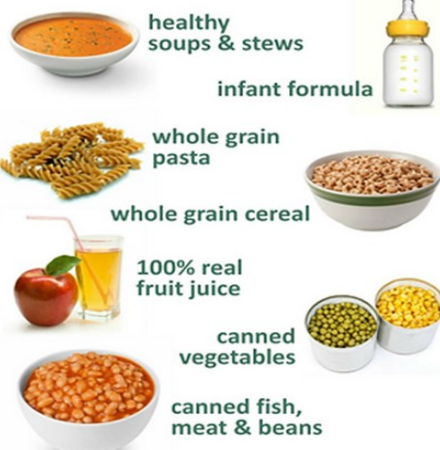 healthy
soups & stews
infant formula
whole grain
pasta
whole grain cereal
100% real
fruit juice
canned
vegetables
canned fish,
meat & beans